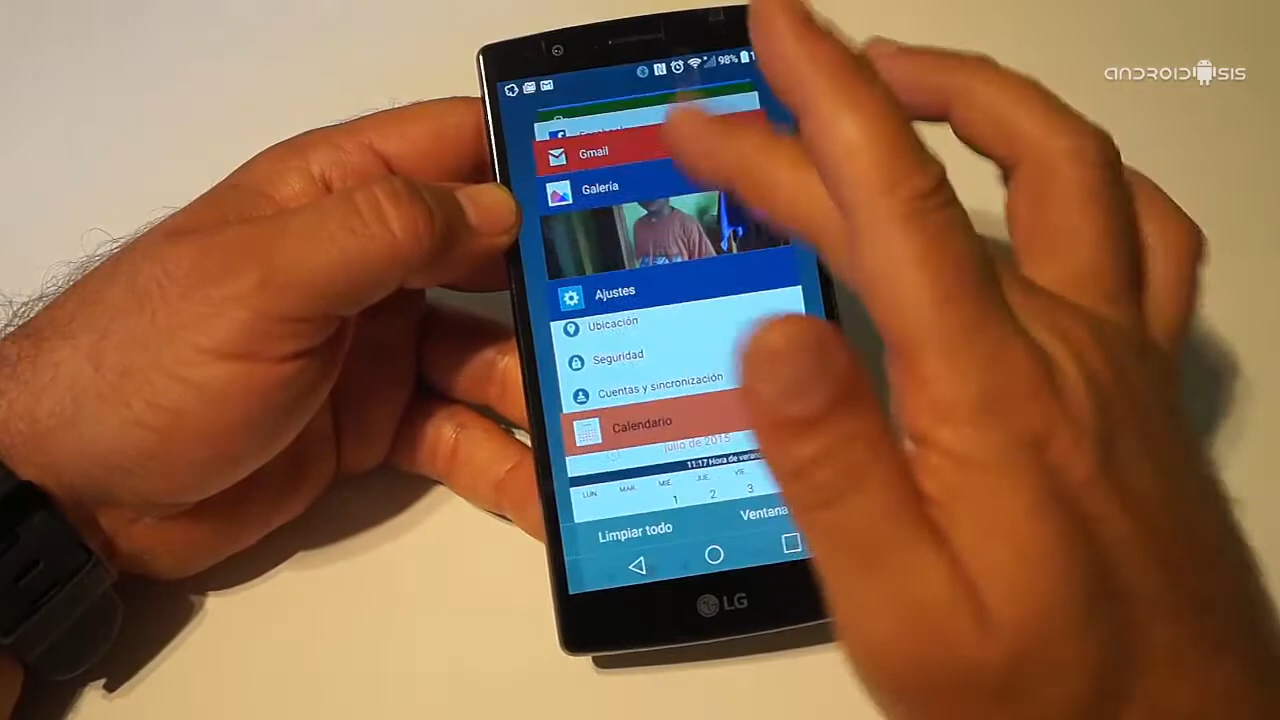 ANDROIDSIS
98%
Gmail
Galería
Ajustes
Ubicación
Seguridad
Cuentas y sincronización
Calendario
julio de 2015
11:17 Hora de
LUN. MAR. MIÉ. JUE. VIE.
1 2 3
Limpiar todo Ventana
LG